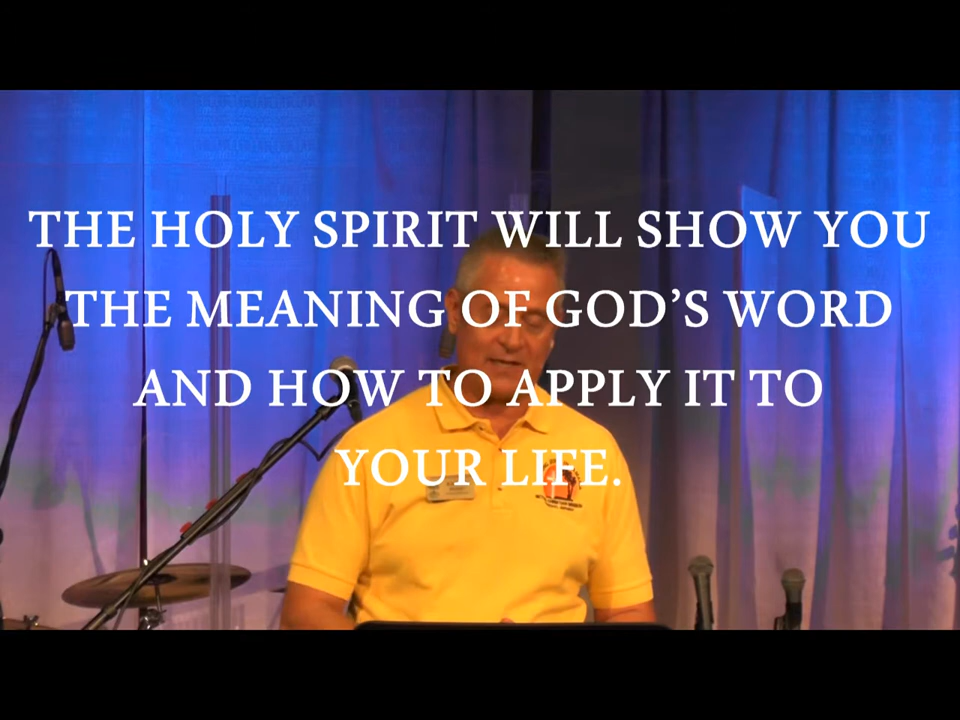 THE HOLY SPIRIT WILL SHOW YOU
THE MEANING OF GOD'S WORD
AND HOW TO APPLY IT TO
YOUR LIFE.